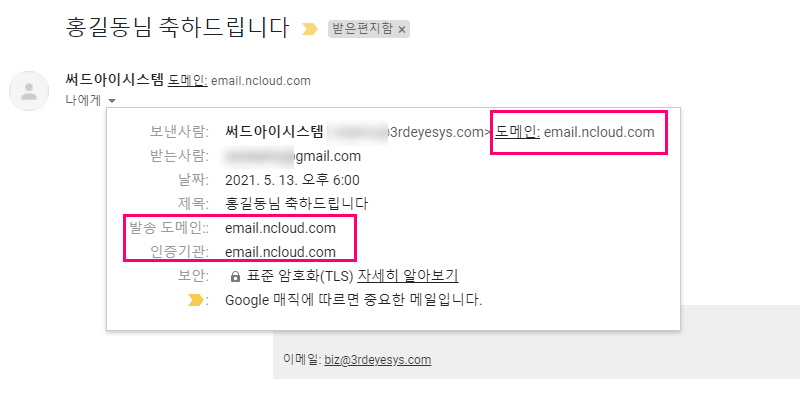 홍길동님 축하드립니다 받은편지함 ×
써드아이시스템 도메인: email.ncloud.com
나에게
보낸사람: 써드아이시스템 3rdeyesys.com> 도메인: email.ncloud.com
받는사람: gmail.com
날짜: 2021. 5. 13. 오후 6:00
제목: 홍길동님 축하드립니다
발송 도메인:: email.ncloud.com
인증기관: email.ncloud.com
보안: 표준 암호화(TLS) 자세히 알아보기
: Google 매직에 따르면 중요한 메일입니다.
이메일: biz@3rdeyesys.com